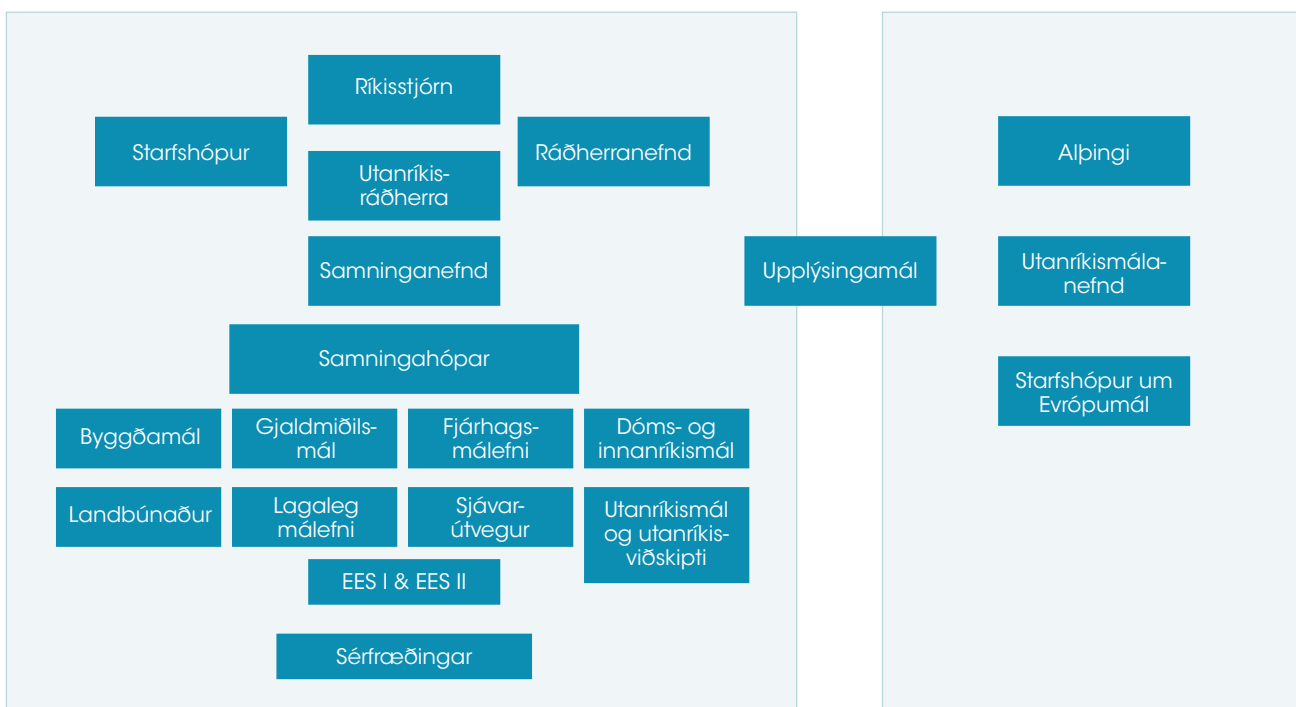 Ríkisstjórn
Starfshópur
Ráðherranefnd
Utanríkis-
ráðherra
Samninganefnd
Samningahópar
Byggðamál
Gjaldmiðils-
mál
Fjárhags-
málefni
Dóms- og
innanríkismál
Landbúnaður
Lagaleg
málefni
Sjávar-
útvegur
Utanríkismál
og utanríkis-
viðskipti
EES I & EES II
Sérfræðingar
Upplýsingamál
Alþingi
Utanríkismála-
nefnd
Starfshópur um
Evrópumál